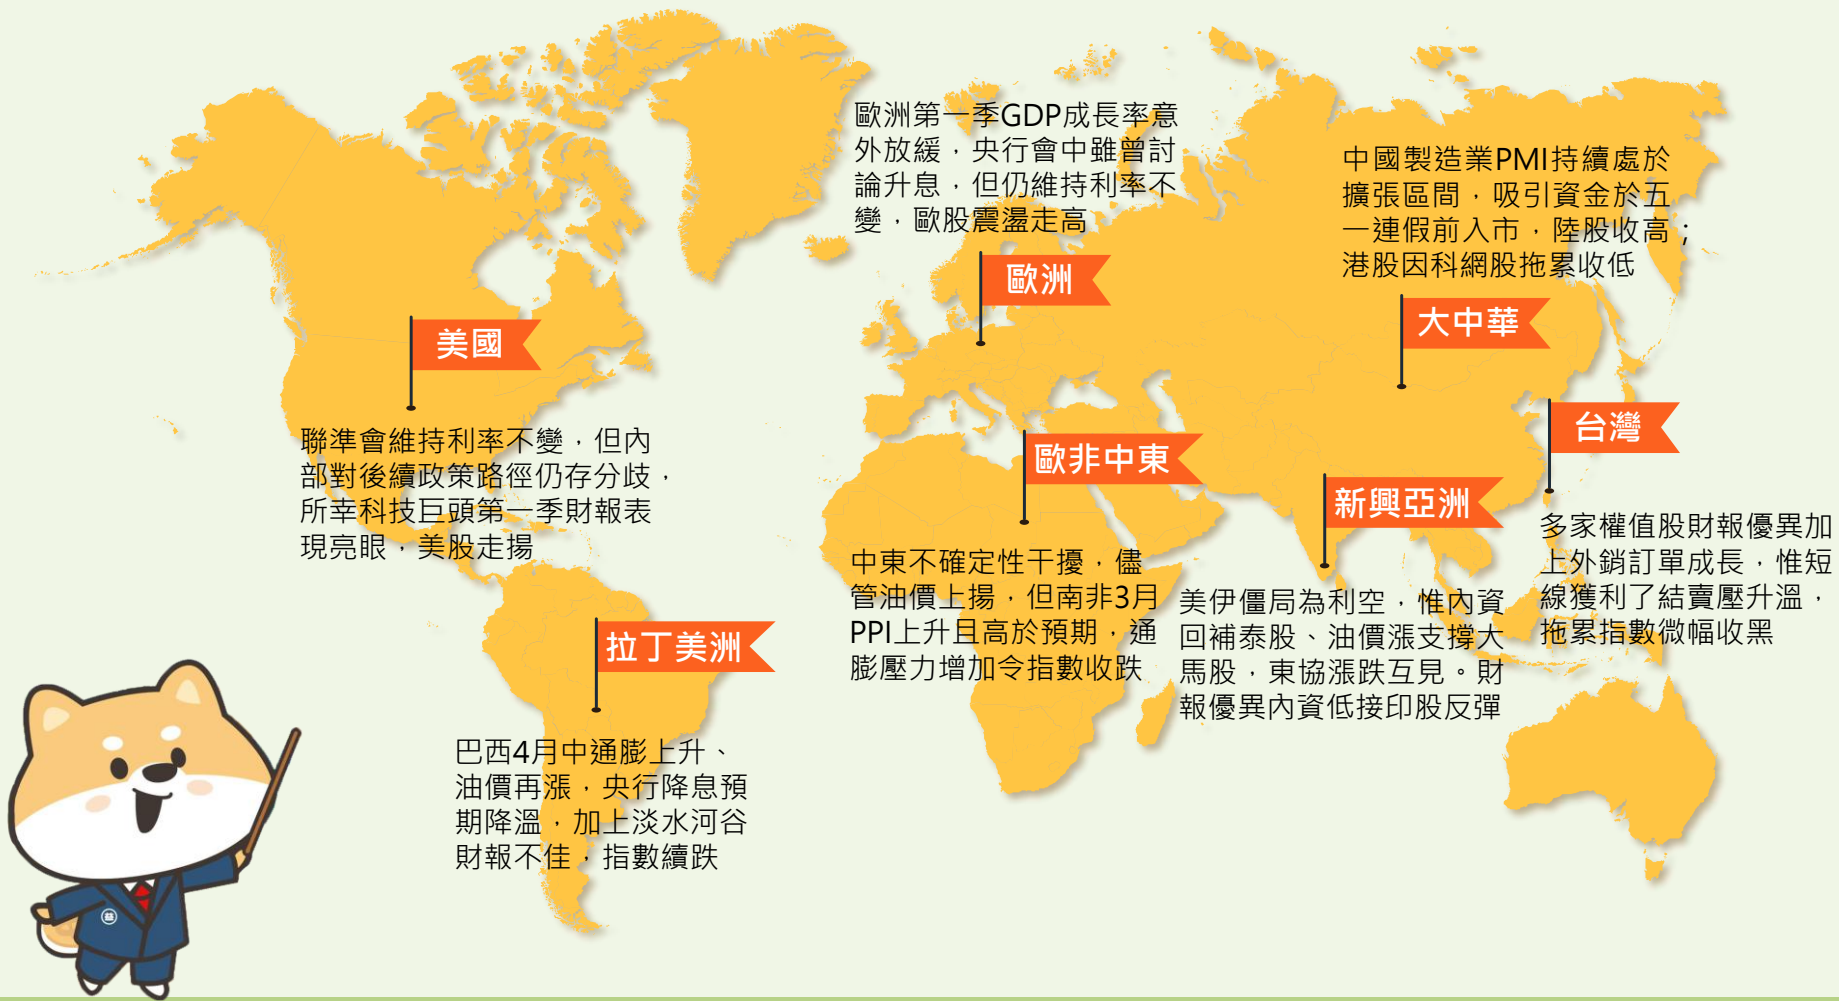 歐洲第一季GDP成長率意
外放緩，央行會中雖曾討
論升息，但仍維持利率不
變，歐股震盪走高
歐洲
中國製造業PMI持續處於
擴張區間，吸引資金於五
一連假前入市，陸股收高；
港股因科網股拖累收低
大中華
美國
聯準會維持利率不變，但內
部對後續政策路徑仍存分歧，
所幸科技巨頭第一季財報表
現亮眼，美股走揚
台灣
多家權值股財報優異加
上外銷訂單成長，惟短
線獲利了結賣壓升溫，
拖累指數微幅收黑
歐非中東
中東不確定性干擾，儘
管油價上揚，但南非3月
PPI上升且高於預期，通
膨壓力增加令指數收跌
新興亞洲
美伊僵局為利空，惟內資
回補泰股、油價漲支撐大
馬股，東協漲跌互見。財
報優異內資低接印股反彈
拉丁美洲
巴西4月中通膨上升、
油價再漲，央行降息預
期降溫，加上淡水河谷
財報不佳，指數續跌